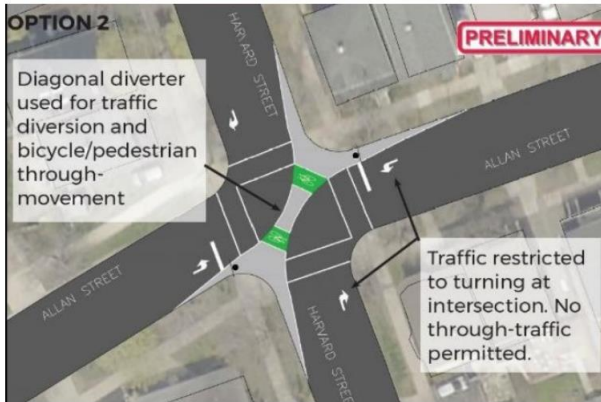 OPTION 2
PRELIMINARY
Diagonal diverter
used for traffic
diversion and
bicycle/pedestrian
through-
movement
HARVARD STREET
ALLAN STREET
ALLAN STREET
HARVARD STREET
Traffic restricted
to turning at
intersection. No
through-traffic
permitted.